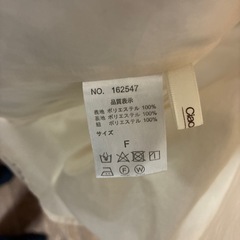 NO. 162547
品質表示
表地 ポリエステル 100%
裏地 ポリエステル 100%
ポリエステル 100%
サイズ
F
Ciao